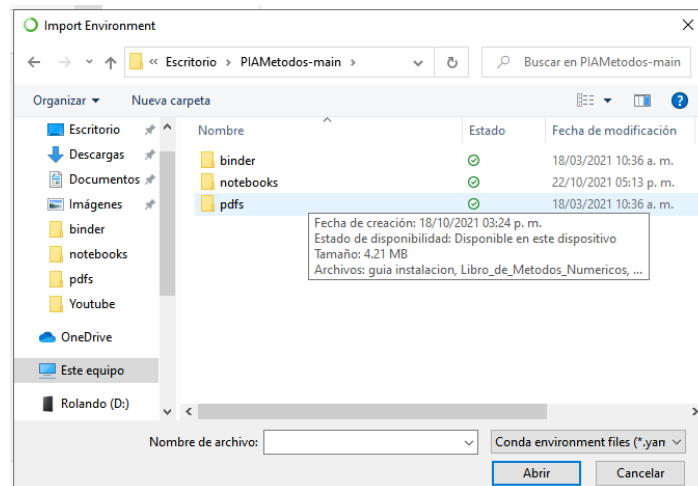 Import Environment
« Escritorio > PIAMetodos-main >
Buscar en PIAMetodos-main
Organizar
Nueva carpeta
Escritorio
Descargas
Documentos
Imágenes
binder
notebooks
pdfs
Youtube
OneDrive
Este equipo
Rolando (D:)
Nombre Estado Fecha de modificación
binder 18/03/2021 10:36 a. m.
notebooks 22/10/2021 05:13 p. m.
pdfs 18/03/2021 10:36 a. m.
Fecha de creación: 18/10/2021 03:24 p. m.
Estado de disponibilidad: Disponible en este dispositivo
Tamaño: 4.21 MB
Archivos: guia instalacion, Libro_de_Metodos_Numericos, ...
Nombre de archivo:
Conda environment files (*.yan
Abrir
Cancelar